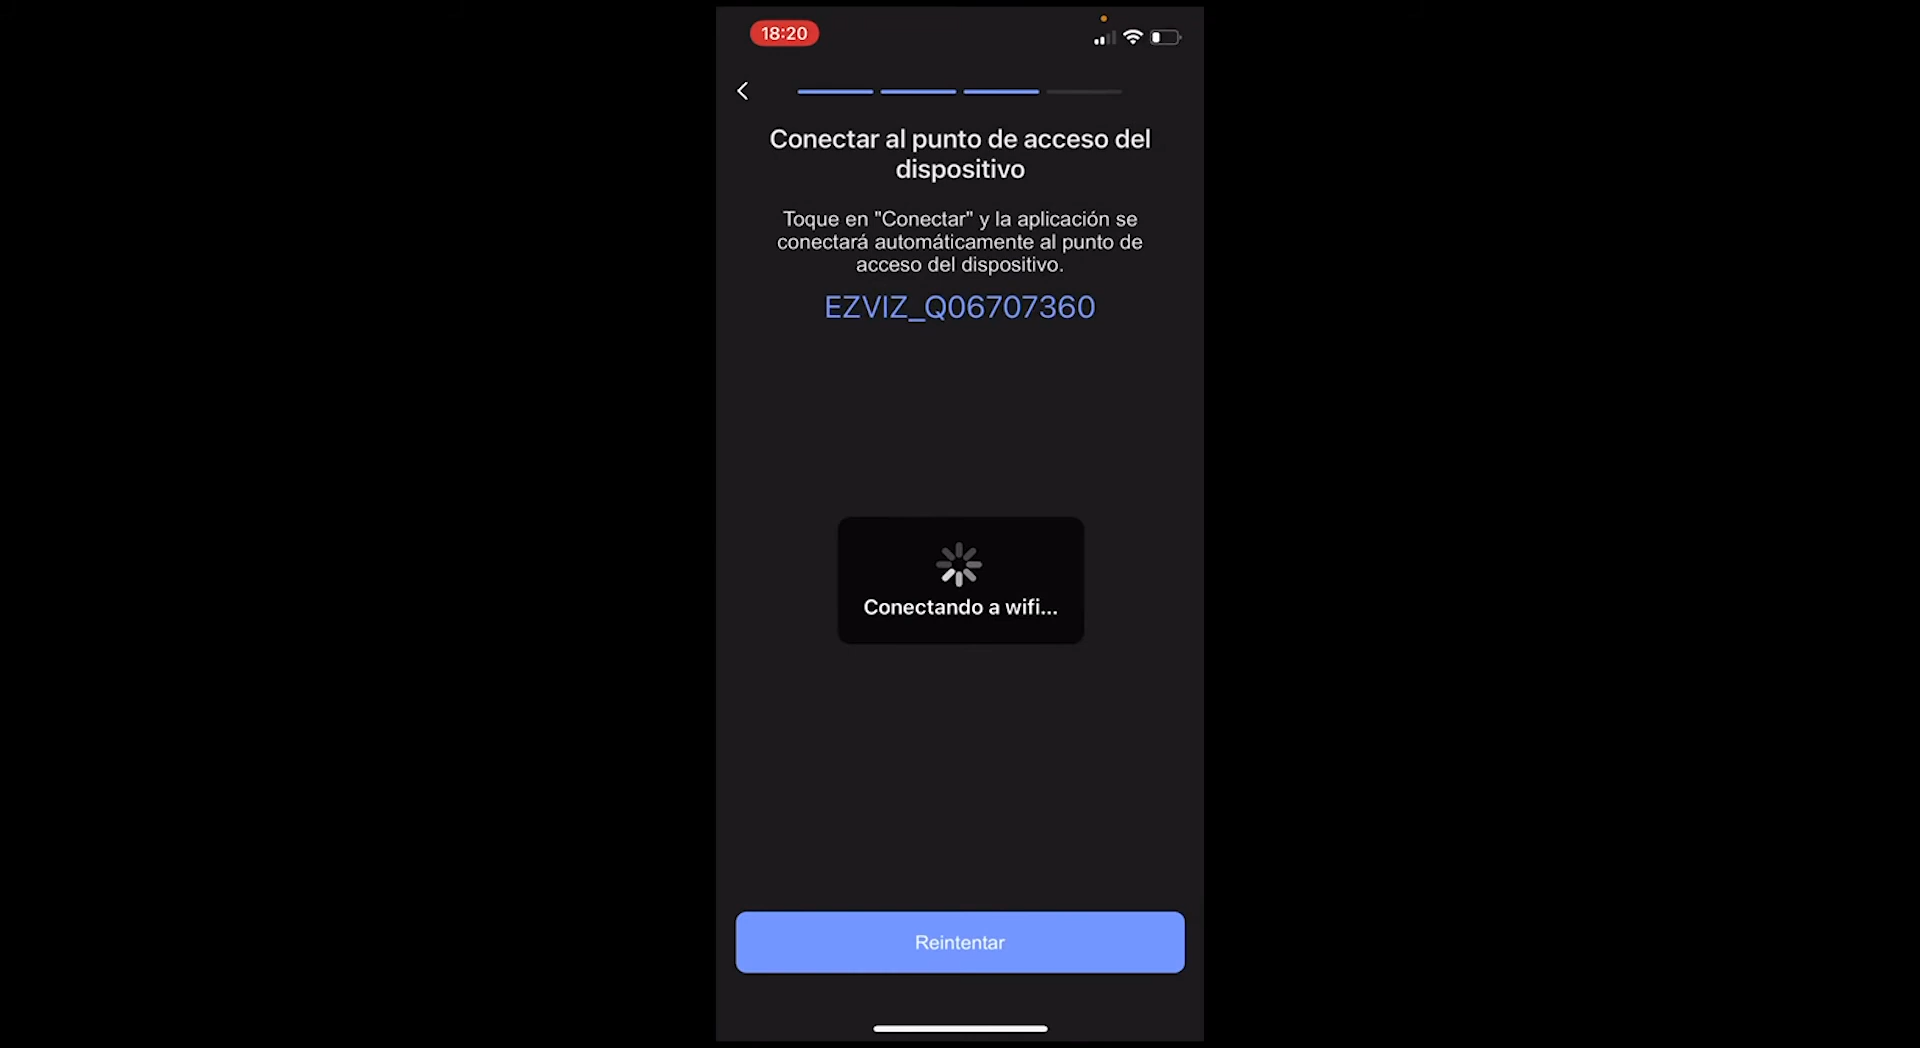 18:20
Conectar al punto de acceso del
dispositivo
Toque en "Conectar" y la aplicación se
conectará automáticamente al punto de
acceso del dispositivo.
EZVIZ_Q06707360
Conectando a wifi...
Reintentar